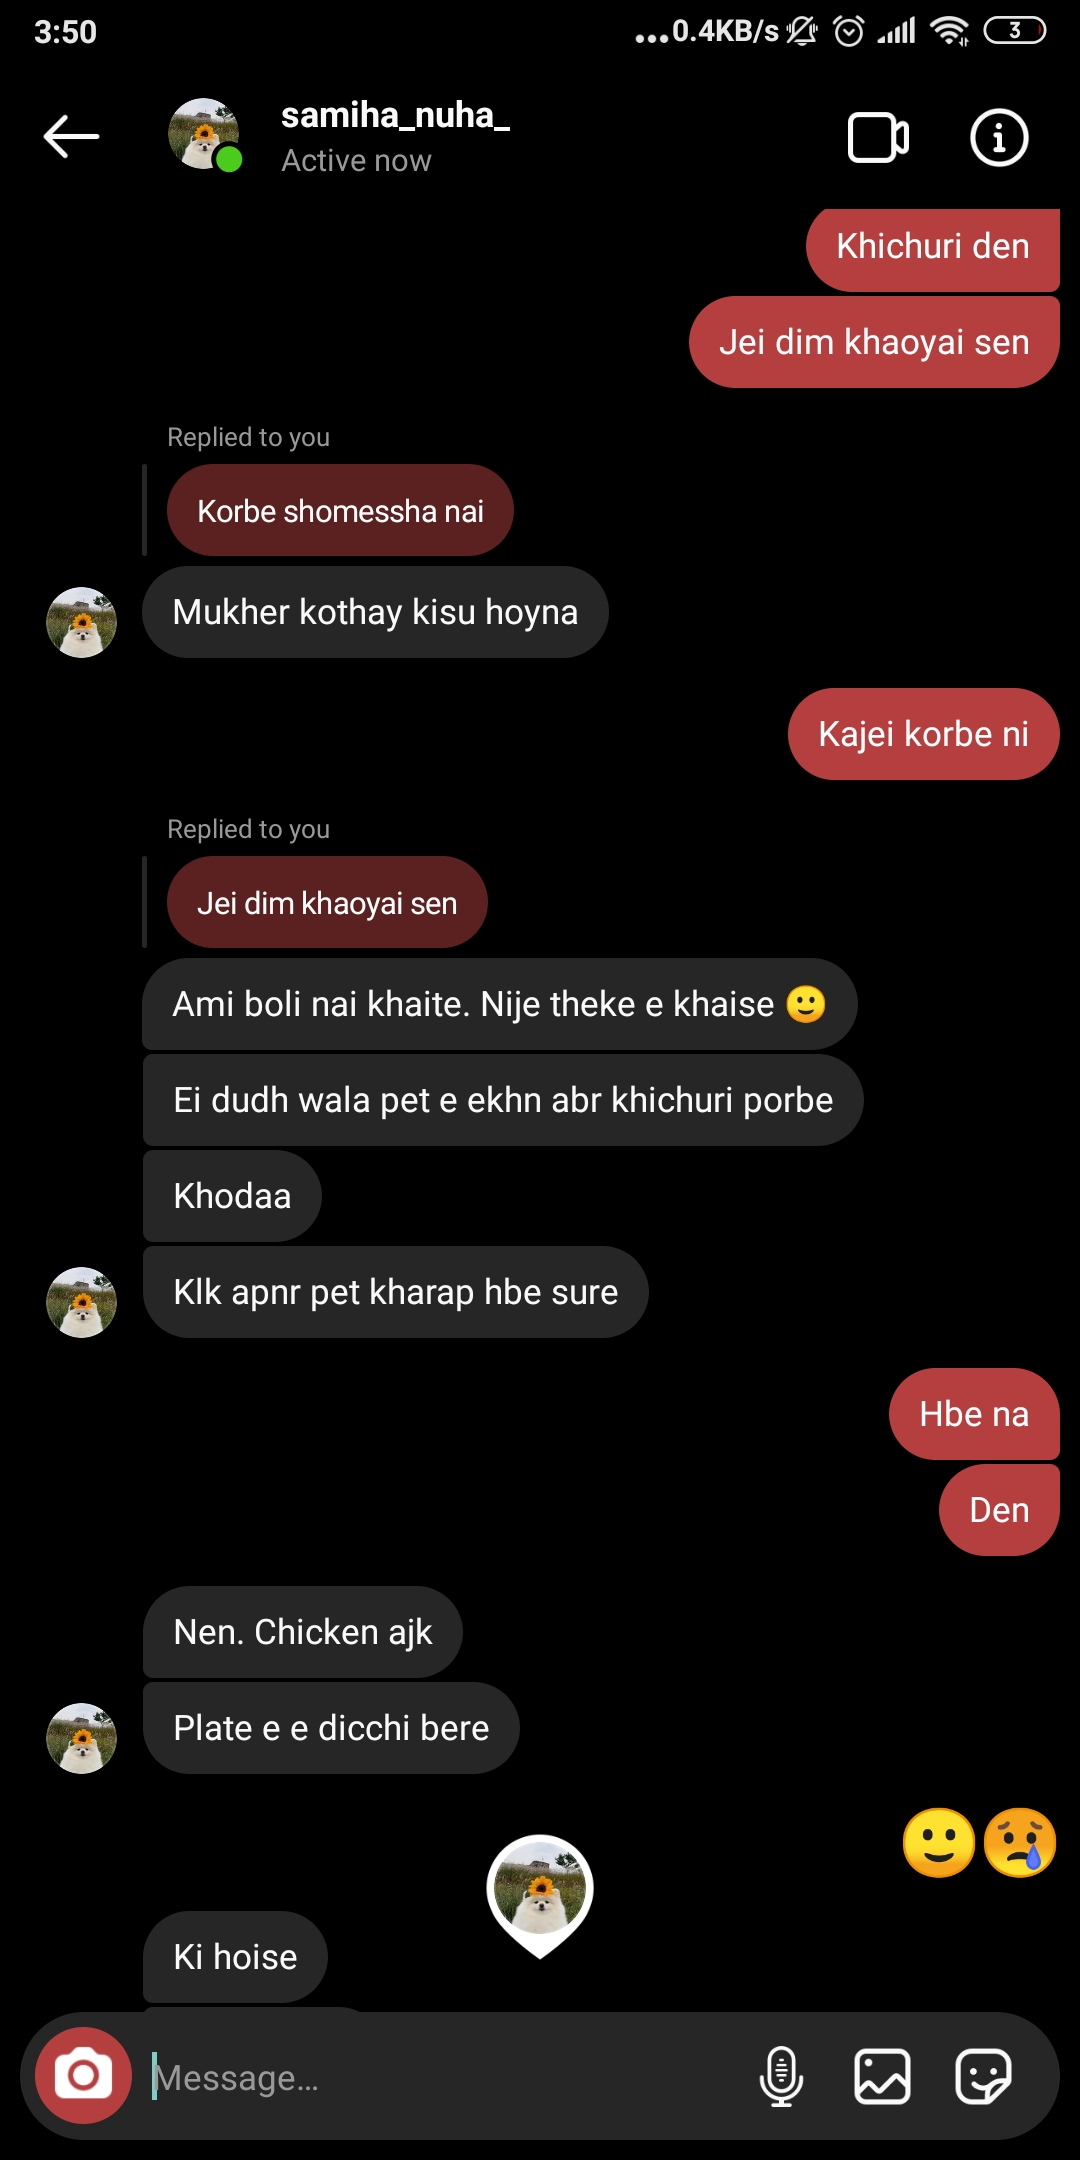 3:50
...0.4KB/s
3
samiha_nuha_
Active now
Khichuri den
Jei dim khaoyai sen
Replied to you
Korbe shomessha nai
Mukher kothay kisu hoyna
Kajei korbe ni
Replied to you
Jei dim khaoyai sen
Ami boli nai khaite. Nije theke e khaise 🙂
Ei dudh wala pet e ekhn abr khichuri porbe
Khodaa
Klk apnr pet kharap hbe sure
Hbe na
Den
Nen. Chicken ajk
Plate e e dicchi bere
🙂😢
Ki hoise
Message...